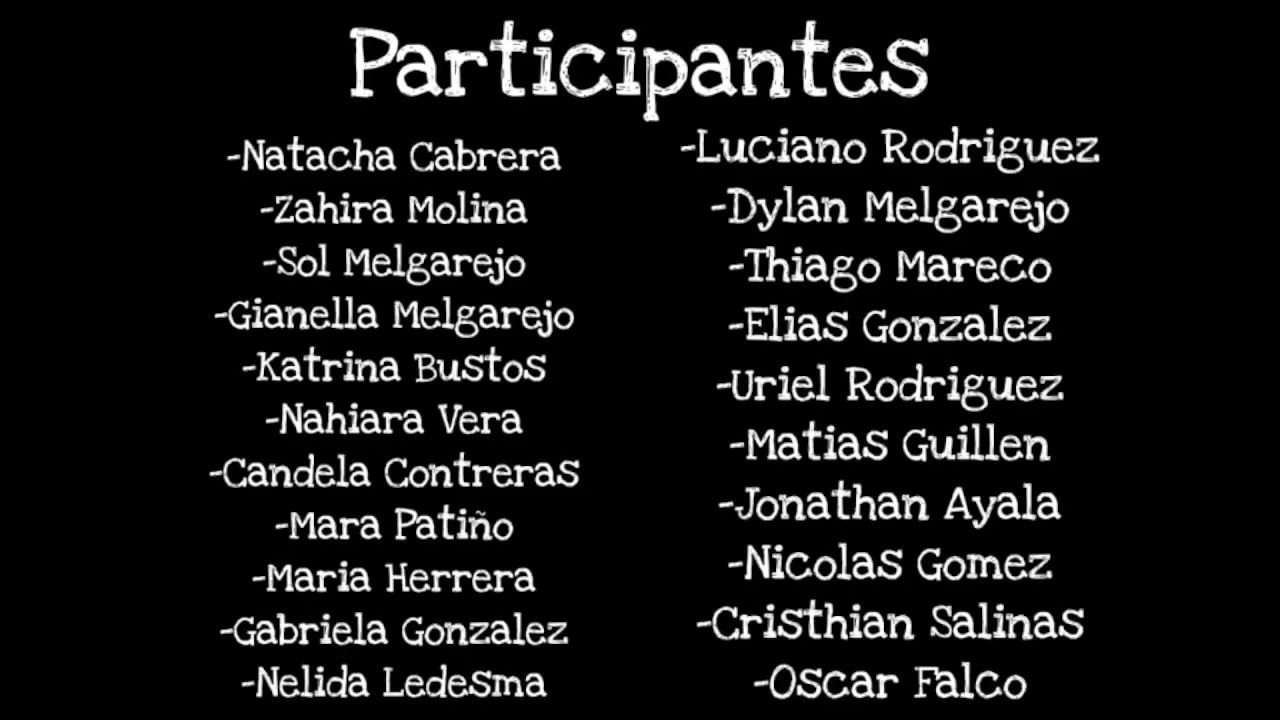 Participantes
-Natacha Cabrera
-Zahira Molina
-Sol Melgarejo
-Gianella Melgarejo
-Katrina Bustos
-Nahiara Vera
-Candela Contreras
-Mara Patiño
-Maria Herrera
-Gabriela Gonzalez
-Nelida Ledesma
-Luciano Rodriguez
-Dylan Melgarejo
-Thiago Mareco
-Elias Gonzalez
-Uriel Rodriguez
-Matias Guillen
-Jonathan Ayala
-Nicolas Gomez
-Cristhian Salinas
-Oscar Falco